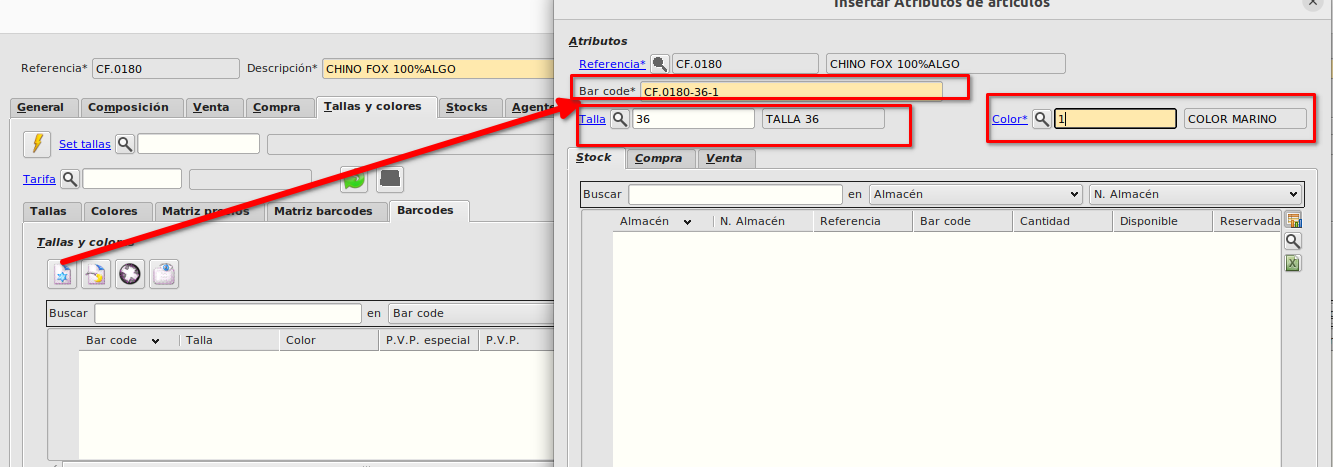 Insertar Atributos de artículos
Referencia* CF.0180 Descripción* CHINO FOX 100%ALGO
General Composición Venta Compra Tallas y colores Stocks Agente
Set tallas
Tarifa
Tallas Colores Matriz precios Matriz barcodes Barcodes
Tallas y colores
Buscar en Bar code
Bar code Talla Color P.V.P. especial P.V.P.
Atributos
Referencia* CF.0180 CHINO FOX 100%ALGO
Bar code* CF.0180-36-1
Talla 36 TALLA 36 Color* 1 COLOR MARINO
Stock Compra Venta
Buscar en Almacén N. Almacén
Almacén N. Almacén Referencia Bar code Cantidad Disponible Reservada